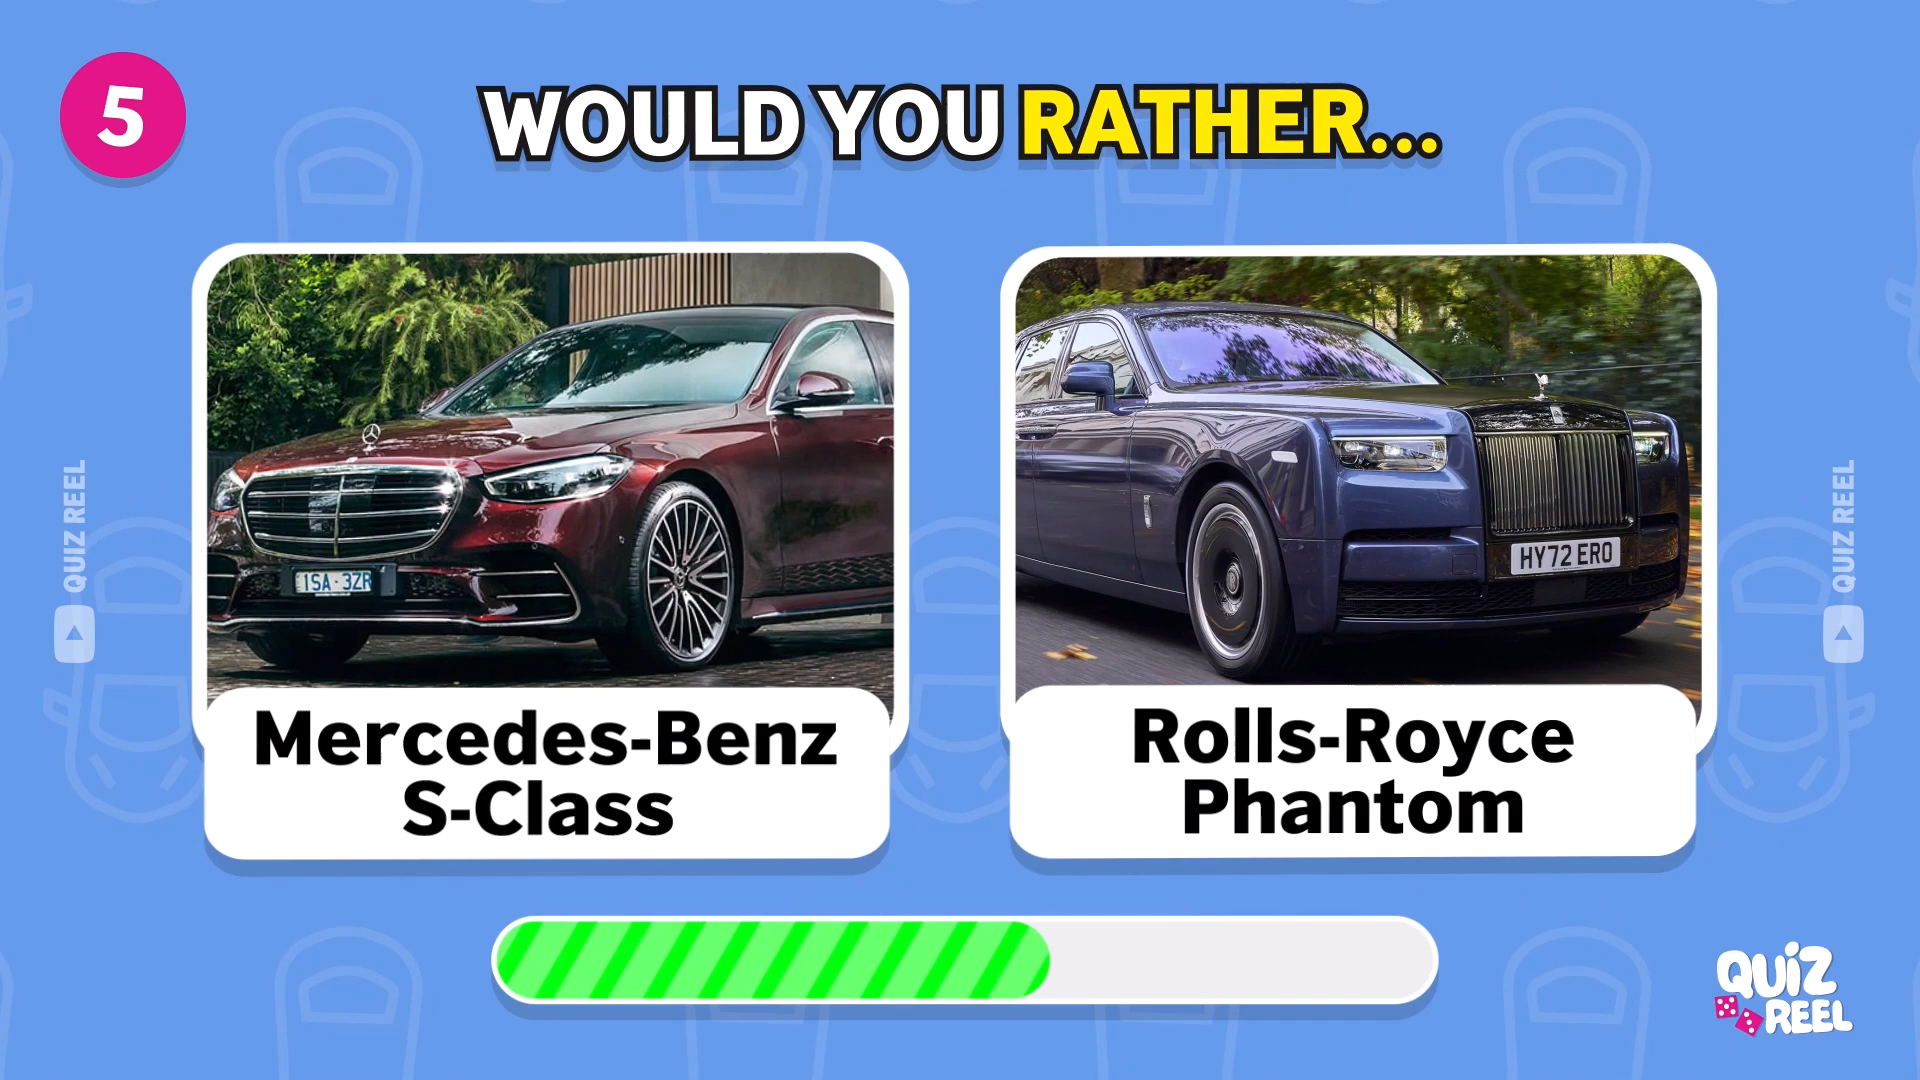 5
WOULD YOU RATHER...
1SA·3ZR
HY72 ERO
Mercedes-Benz
S-Class
Rolls-Royce
Phantom
QUIZ REEL
QUIZ REEL
QUiZ
REEL